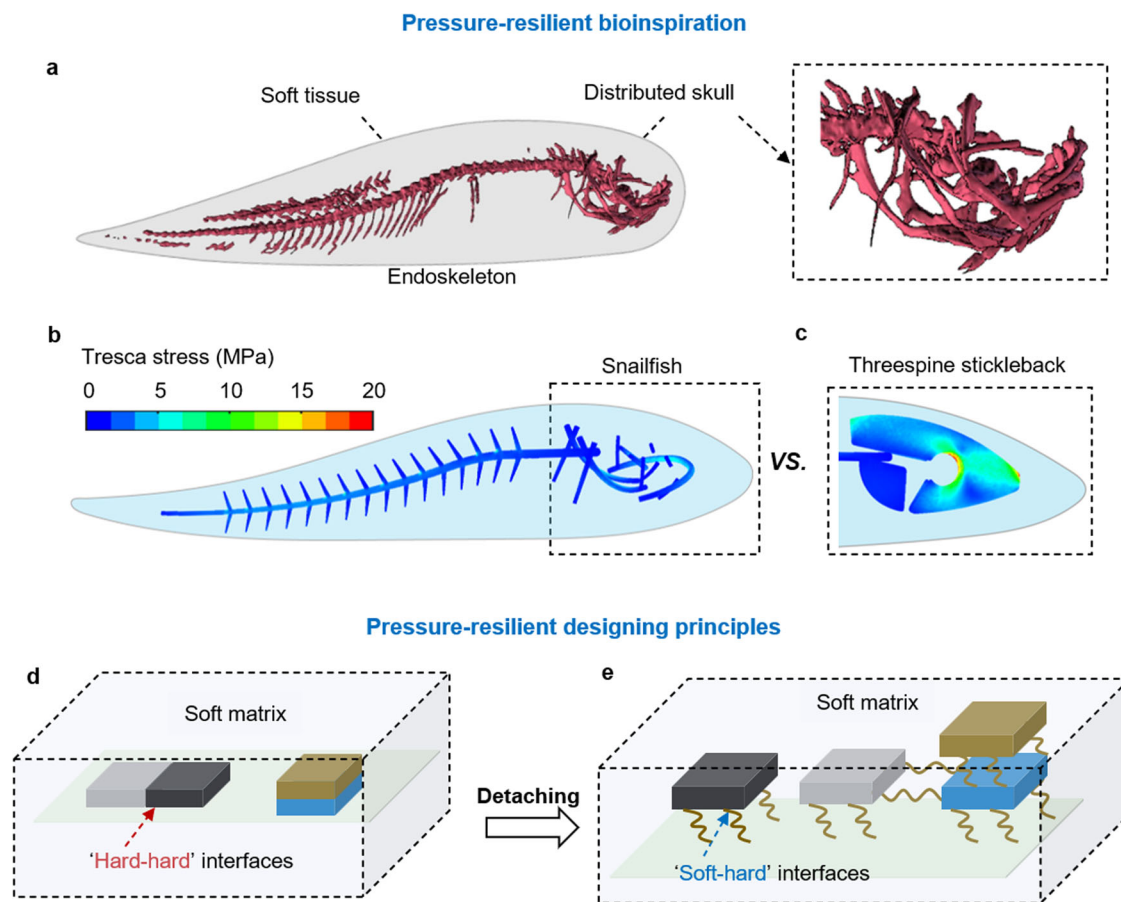 Pressure-resilient bioinspiration
a
Soft tissue
Distributed skull
Endoskeleton
b
Tresca stress (MPa)
0 5 10 15 20
Snailfish
VS.
c
Threespine stickleback
Pressure-resilient designing principles
d
Soft matrix
'Hard-hard' interfaces
Detaching
e
Soft matrix
'Soft-hard' interfaces